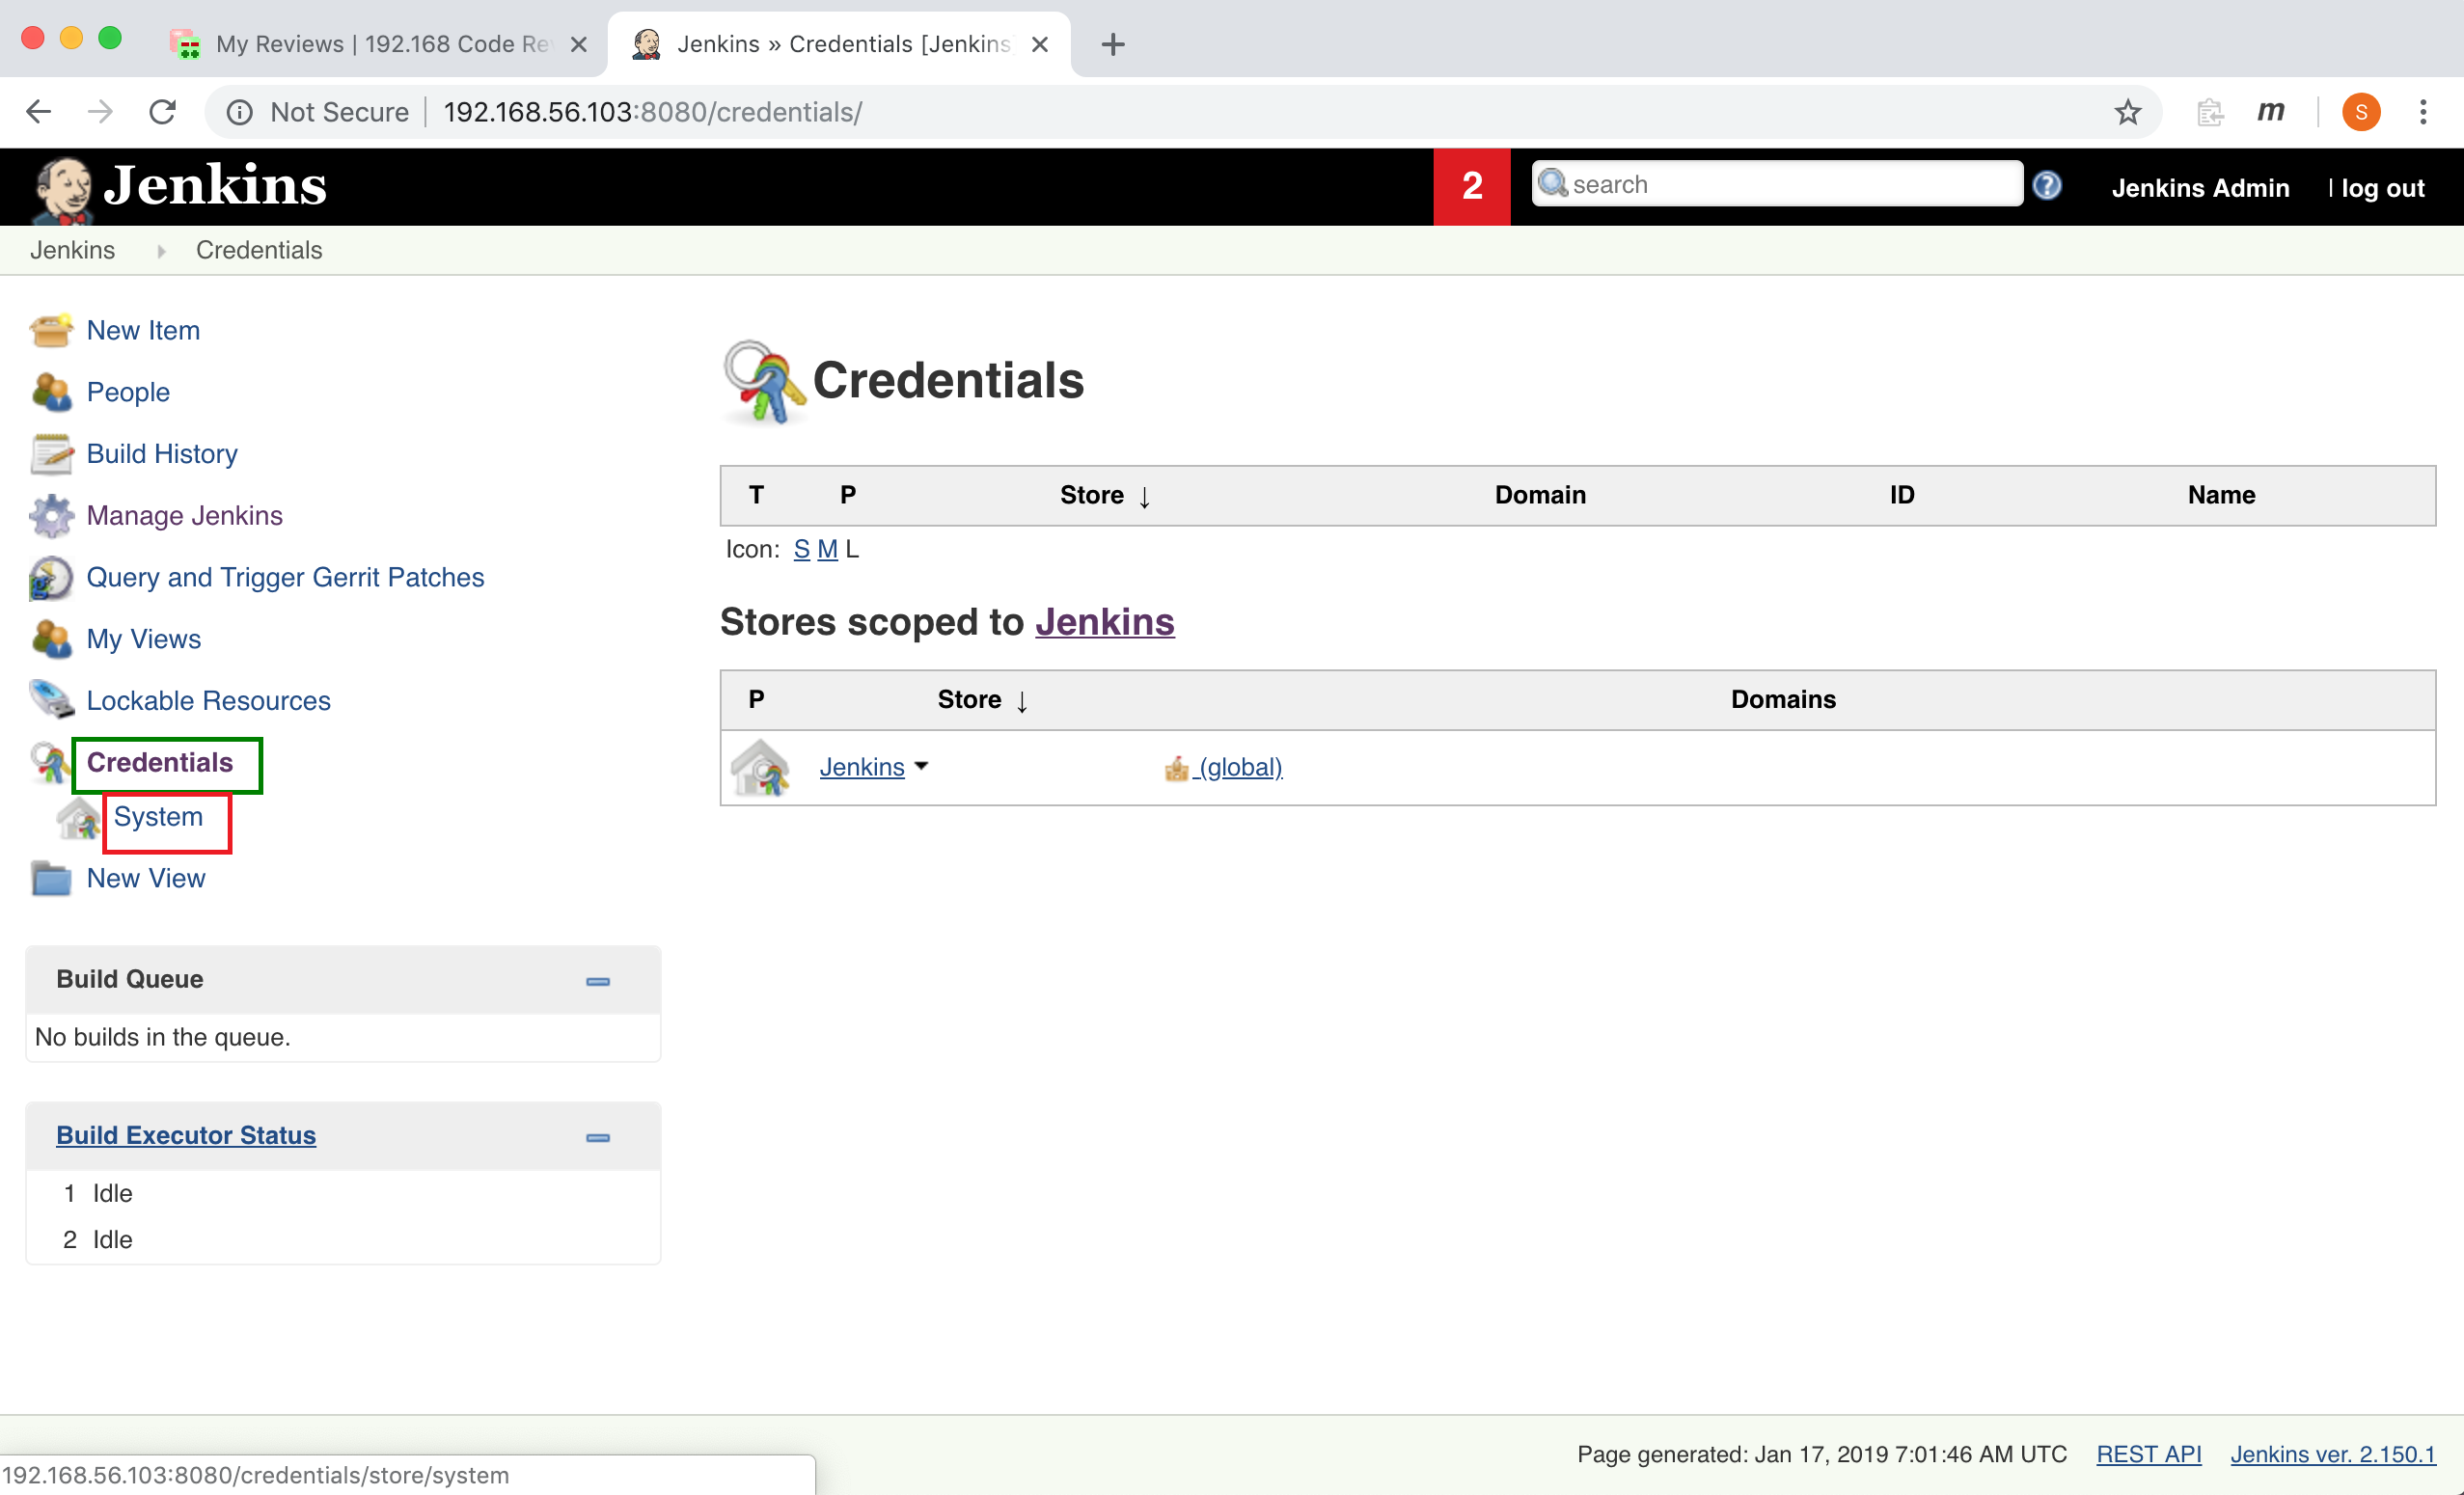 My Reviews | 192.168 Code Re
Jenkins » Credentials [Jenkins]
Not Secure | 192.168.56.103:8080/credentials/
m
S
Jenkins
2
search
Jenkins Admin | log out
Jenkins Credentials
New Item
People
Build History
Manage Jenkins
Query and Trigger Gerrit Patches
My Views
Lockable Resources
Credentials
System
New View
Build Queue
No builds in the queue.
Build Executor Status
1 Idle
2 Idle
Credentials
T P Store ↓ Domain ID Name
Icon: S M L
Stores scoped to Jenkins
P Store ↓ Domains
Jenkins (global)
Page generated: Jan 17, 2019 7:01:46 AM UTC REST API Jenkins ver. 2.150.1
192.168.56.103:8080/credentials/store/system